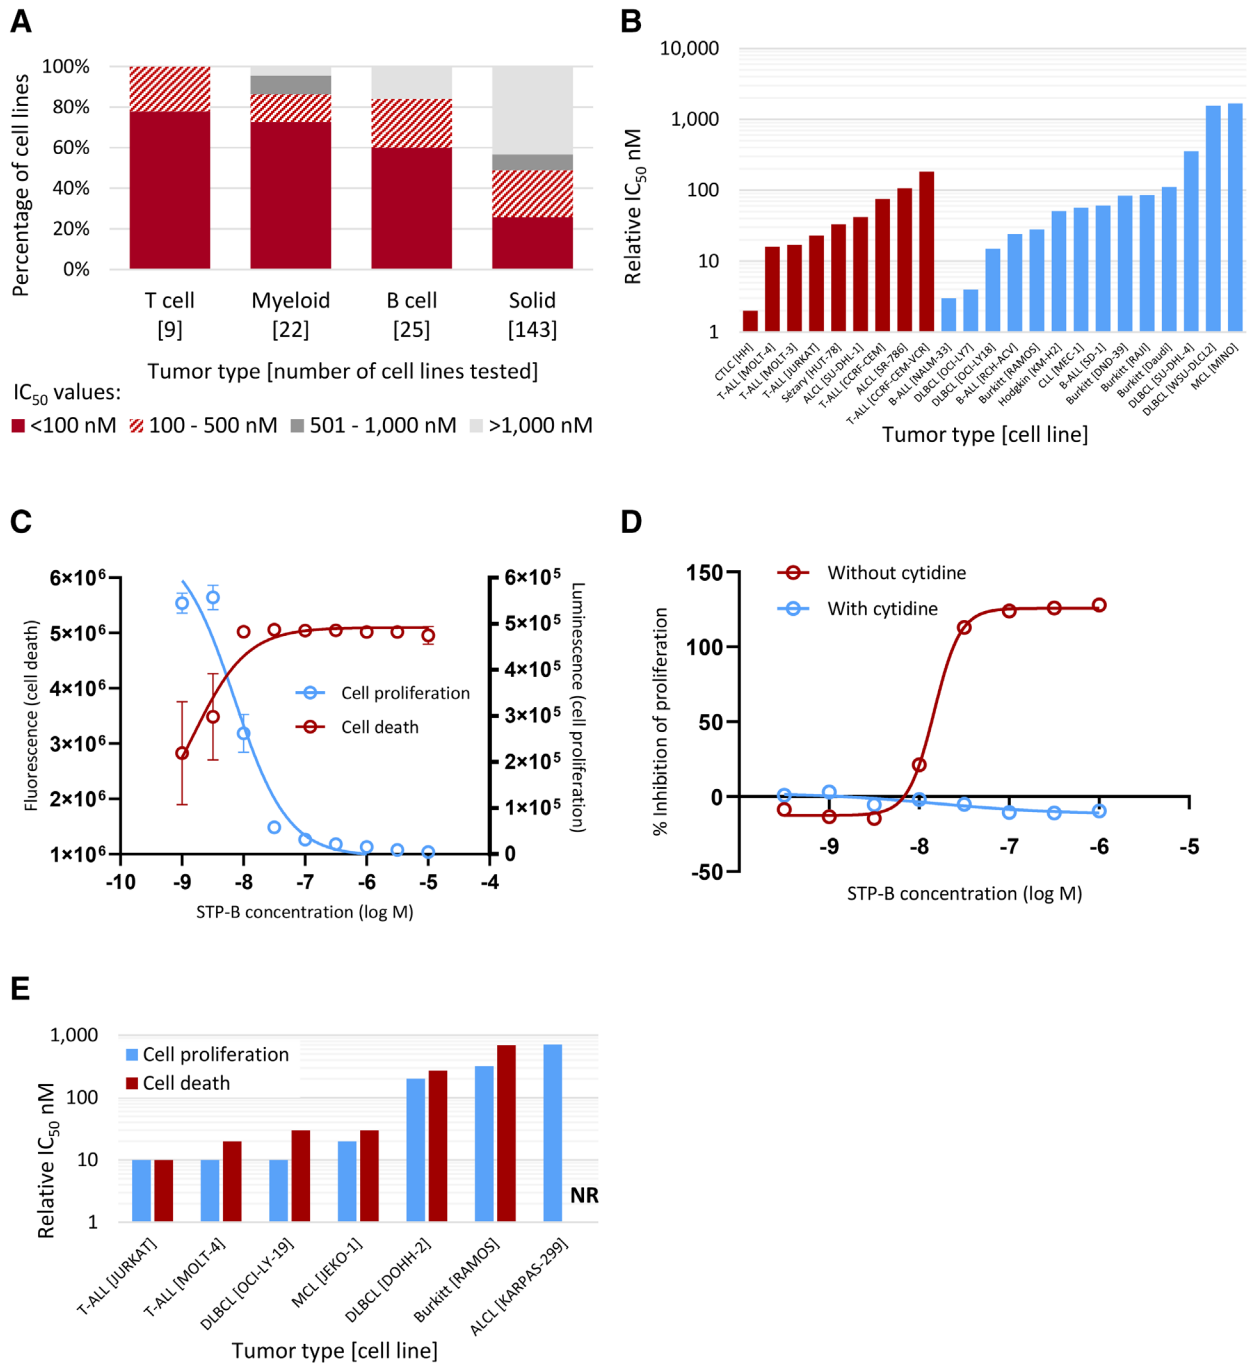 A
Percentage of cell lines
100%
80%
60%
40%
20%
0%
T cell
[9]
Myeloid
[22]
B cell
[25]
Solid
[143]
Tumor type [number of cell lines tested]
IC50 values:
<100 nM
100 - 500 nM
501 - 1,000 nM
>1,000 nM
B
Relative IC50 nM
10,000
1,000
100
10
1
CTLC [HH]
T-ALL [MOLT-4]
T-ALL [MOLT-3]
T-ALL [JURKAT]
Sézary [HUT-78]
ALCL [SU-DHL-1]
T-ALL [CCRF-CEM]
ALCL [SR-786]
T-ALL [CCRF-CEM-VCR]
B-ALL [NALM-33]
DLBCL [OCI-LY7]
DLBCL [OCI-LY18]
B-ALL [RCH-ACV]
Burkitt [RAMOS]
Hodgkin [KM-H2]
CLL [MEC-1]
B-ALL [SD-1]
Burkitt [DND-39]
Burkitt [RAJI]
Burkitt [Daudi]
DLBCL [SU-DHL-4]
DLBCL [WSU-DLCL2]
MCL [MINO]
Tumor type [cell line]
C
Fluorescence (cell death)
6×10⁶
5×10⁶
4×10⁶
3×10⁶
2×10⁶
1×10⁶
6×10⁵
5×10⁵
4×10⁵
3×10⁵
2×10⁵
1×10⁵
0
Luminescence (cell proliferation)
Cell proliferation
Cell death
-10
-9
-8
-7
-6
-5
-4
STP-B concentration (log M)
D
% Inhibition of proliferation
150
100
50
0
-50
Without cytidine
With cytidine
-9
-8
-7
-6
-5
STP-B concentration (log M)
E
Relative IC50 nM
1,000
100
10
1
Cell proliferation
Cell death
NR
T-ALL [JURKAT]
T-ALL [MOLT-4]
DLBCL [OCI-LY-19]
MCL [JEKO-1]
DLBCL [DOHH-2]
Burkitt [RAMOS]
ALCL [KARPAS-299]
Tumor type [cell line]